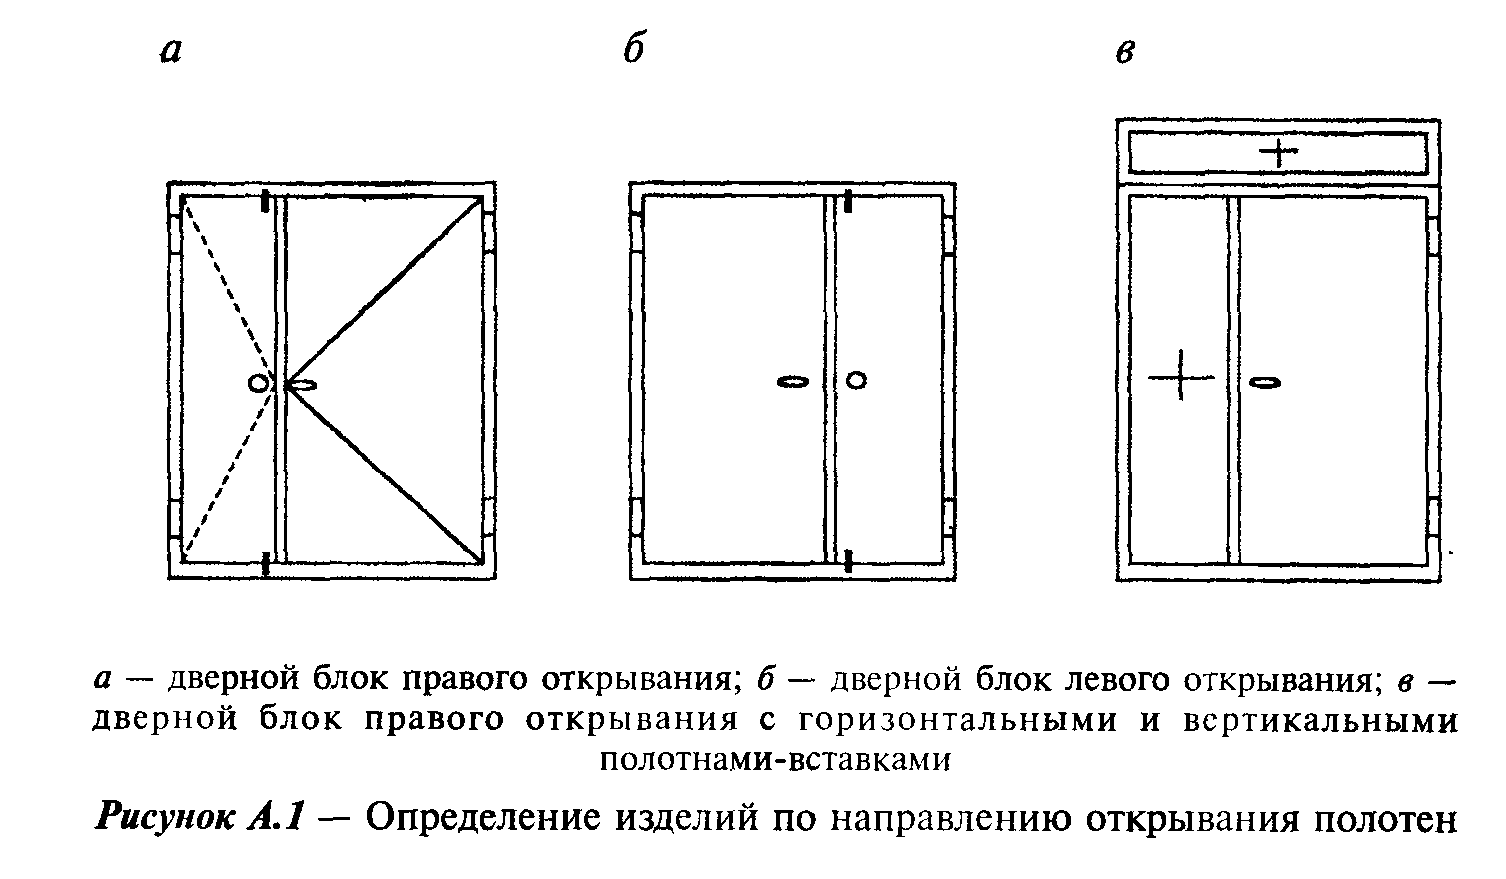 а б в
а — дверной блок правого открывания; б — дверной блок левого открывания; в —
дверной блок правого открывания с горизонтальными и вертикальными
полотнами-вставками
Рисунок А.1 — Определение изделий по направлению открывания полотен